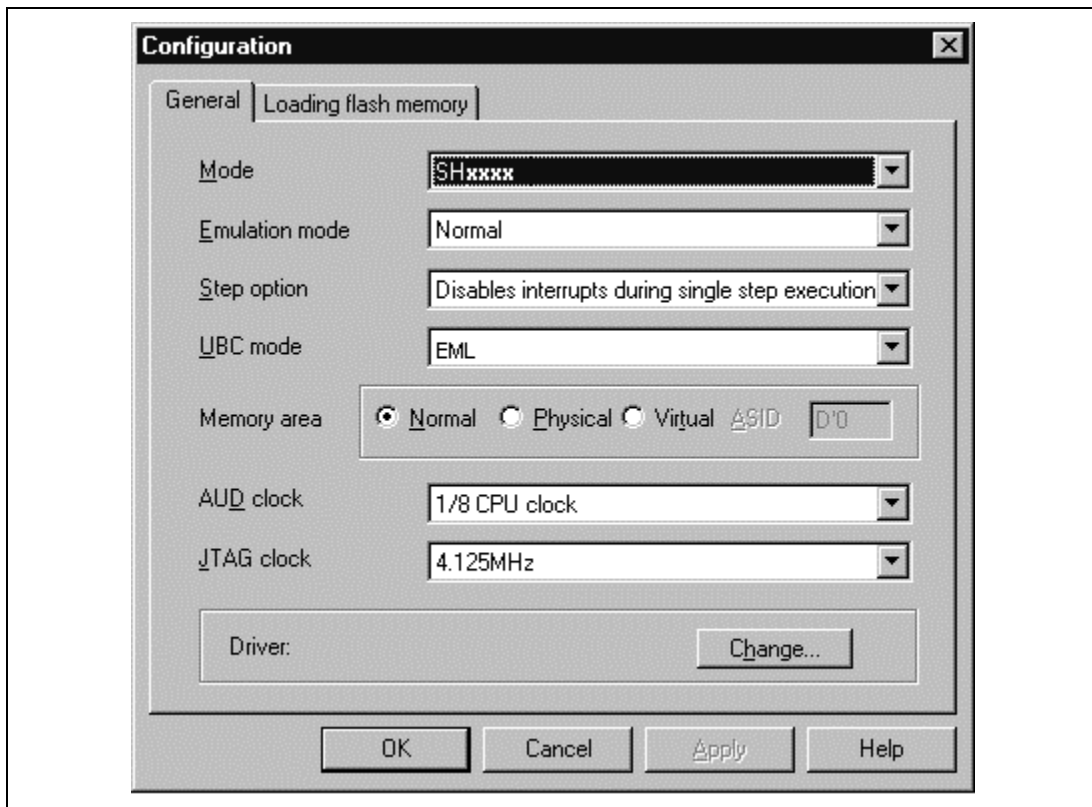 Configuration
General Loading flash memory
Mode SHxxxx
Emulation mode Normal
Step option Disables interrupts during single step execution
UBC mode EML
Memory area Normal Physical Virtual ASID D'0
AUD clock 1/8 CPU clock
JTAG clock 4.125MHz
Driver: Change...
OK Cancel Apply Help